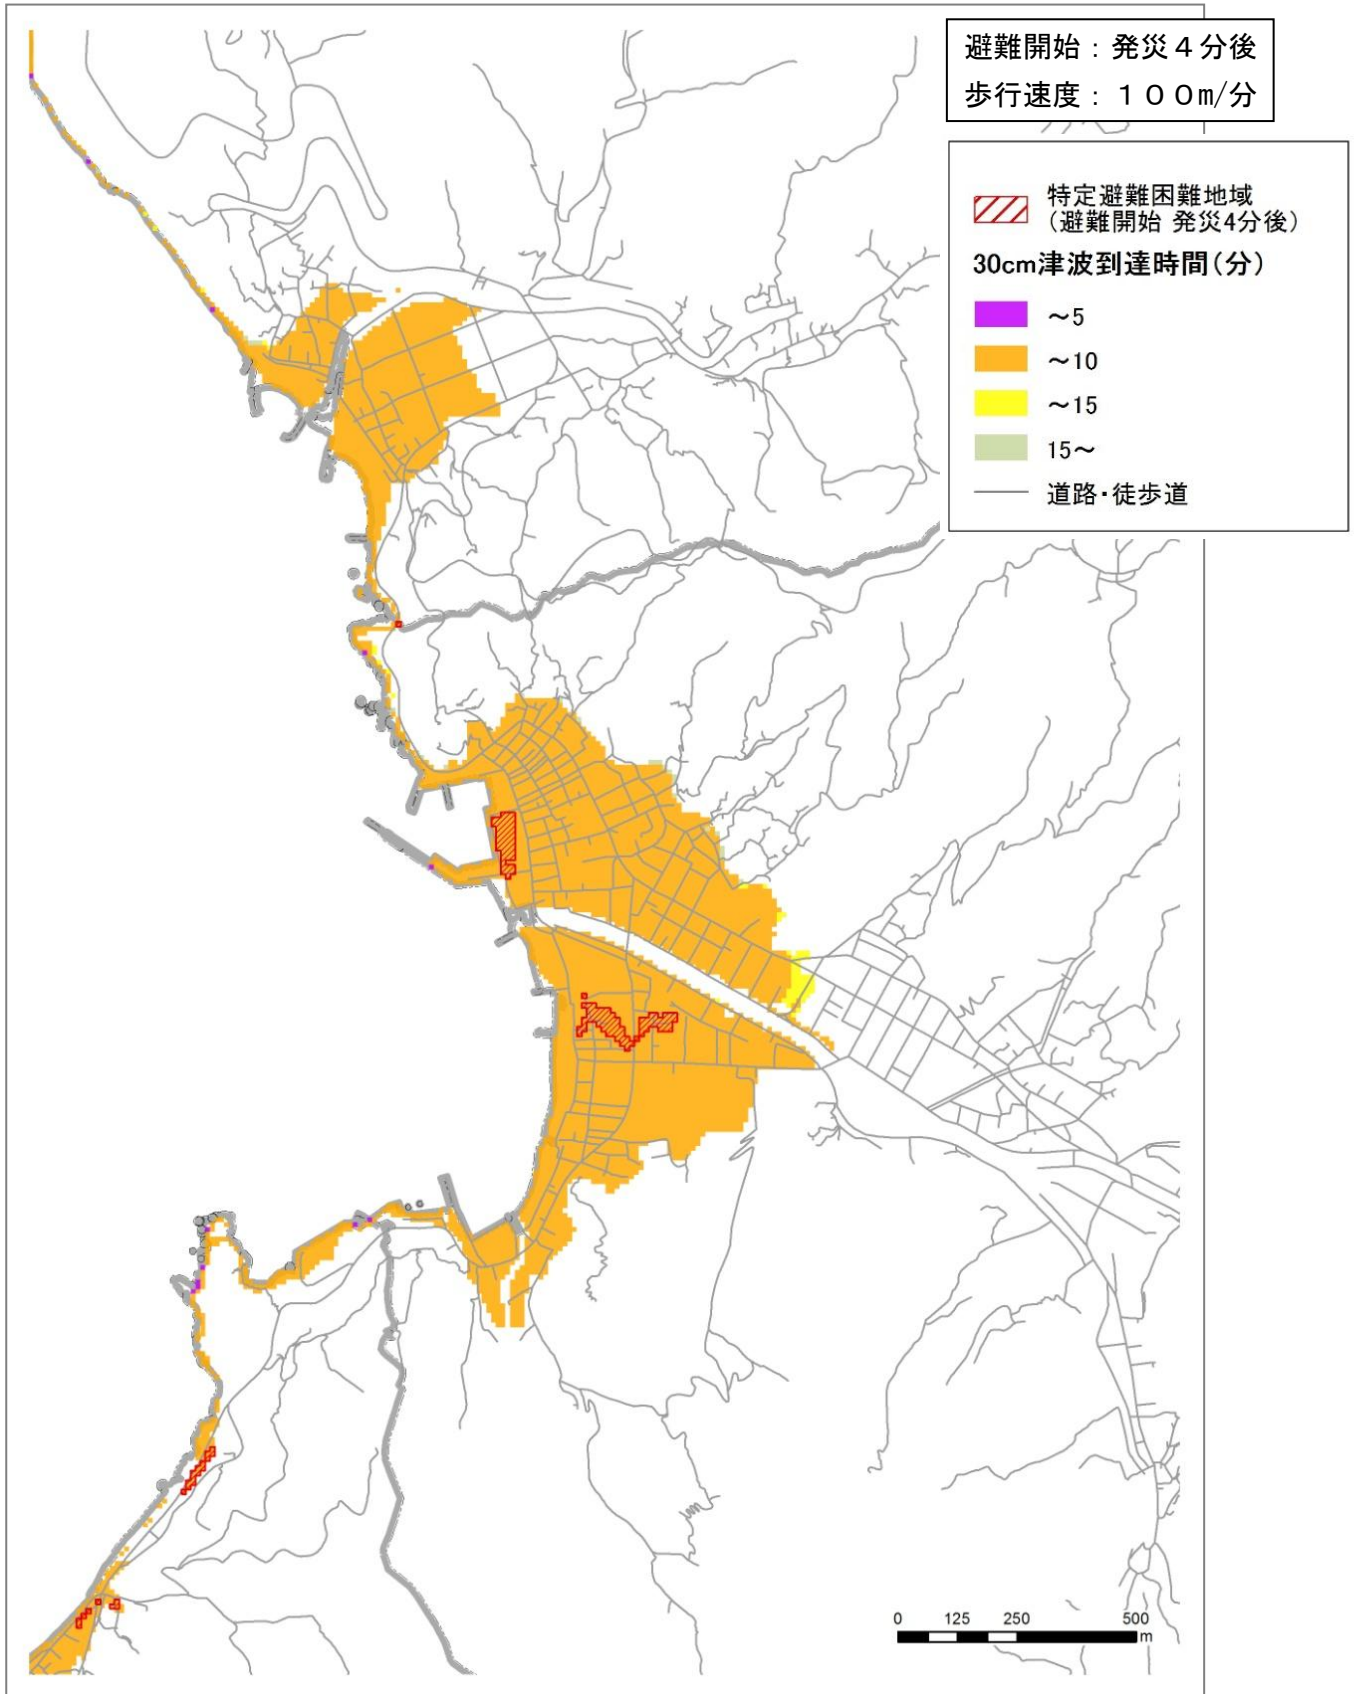 避難開始：発災４分後
歩行速度：１００m/分
特定避難困難地域
（避難開始 発災4分後）
30cm津波到達時間（分）
～5
～10
～15
15～
道路・徒歩道
0 125 250 500
m